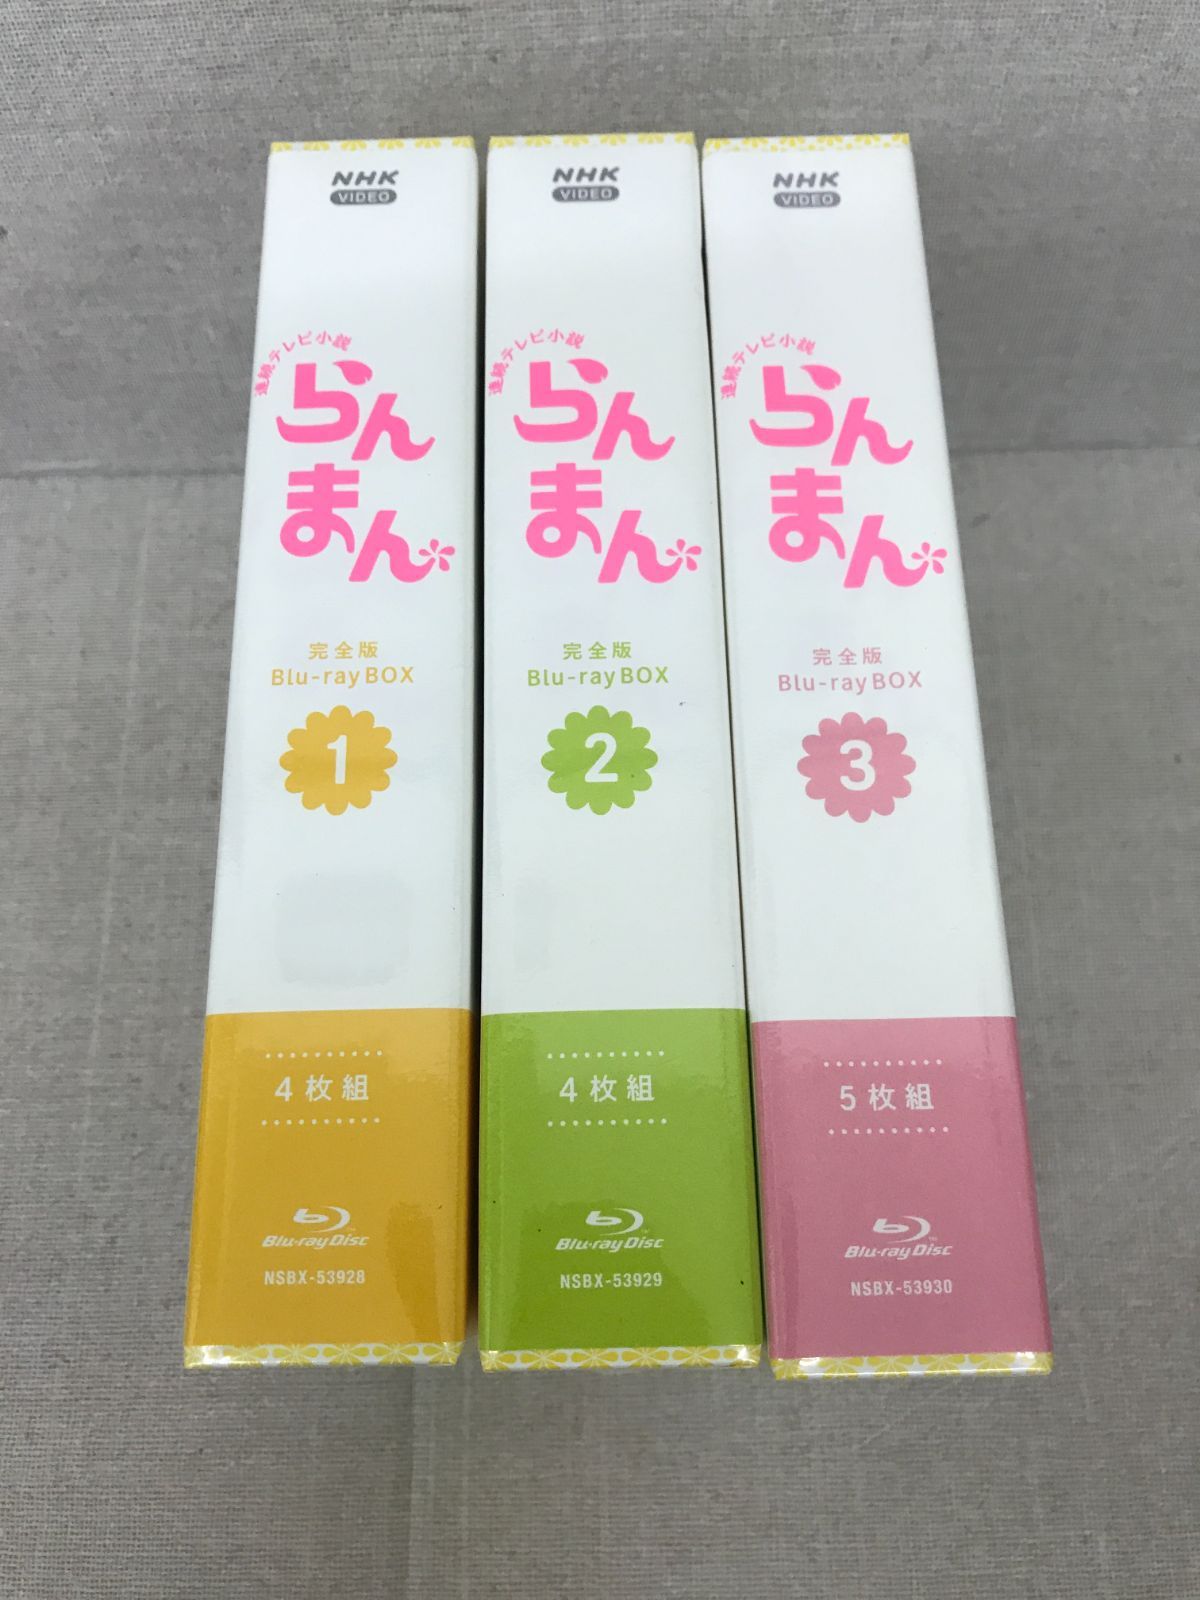 NHK
VIDEO
連続テレビ小説
らん
まん
完全版
Blu-ray BOX
1
4枚組
Blu-ray Disc
NSBX-53928
NHK
VIDEO
連続テレビ小説
らん
まん
完全版
Blu-ray BOX
2
4枚組
Blu-ray Disc
NSBX-53929
NHK
VIDEO
連続テレビ小説
らん
まん
完全版
Blu-ray BOX
3
5枚組
Blu-ray Disc
NSBX-53930